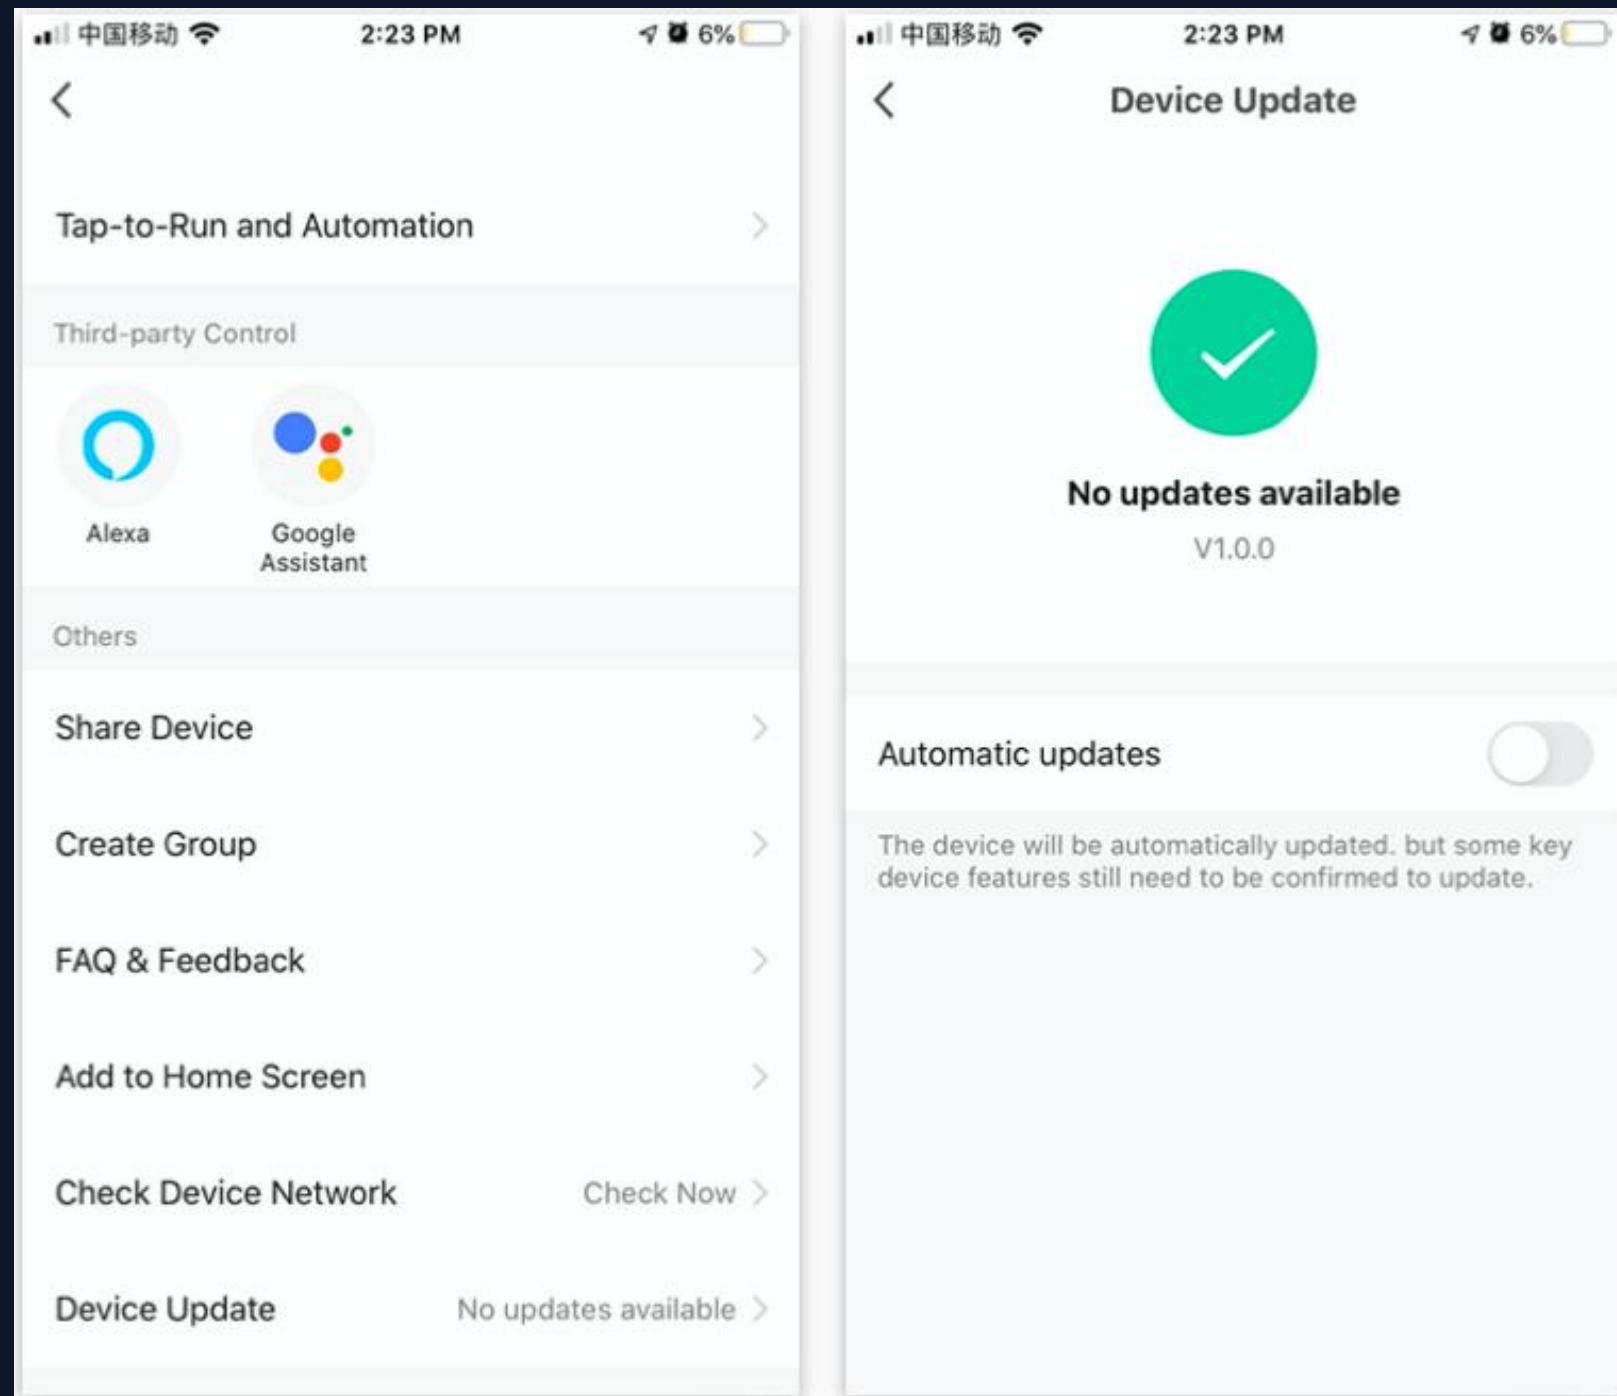 中国移动 2:23 PM 6%
Tap-to-Run and Automation
Third-party Control
Alexa
Google
Assistant
Others
Share Device
Create Group
FAQ & Feedback
Add to Home Screen
Check Device Network Check Now
Device Update No updates available
中国移动 2:23 PM 6%
Device Update
No updates available
V1.0.0
Automatic updates
The device will be automatically updated. but some key
device features still need to be confirmed to update.